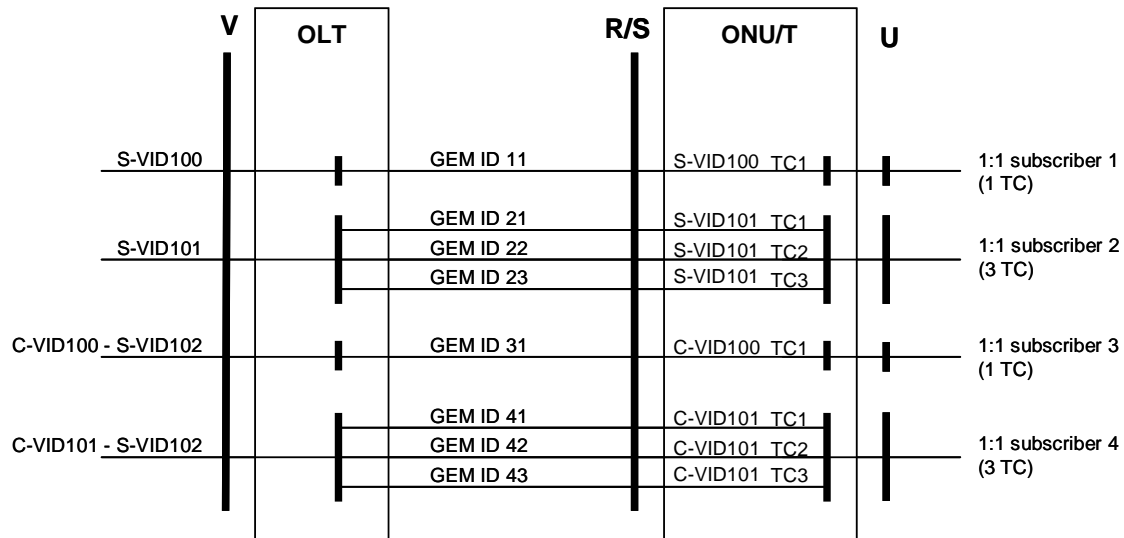 V OLT R/S ONU/T U
S-VID100 GEM ID 11 S-VID100 TC1 1:1 subscriber 1
(1 TC)
GEM ID 21 S-VID101 TC1
S-VID101 GEM ID 22 S-VID101 TC2 1:1 subscriber 2
(3 TC)
GEM ID 23 S-VID101 TC3
C-VID100 - S-VID102 GEM ID 31 C-VID100 TC1 1:1 subscriber 3
(1 TC)
GEM ID 41 C-VID101 TC1
C-VID101 - S-VID102 GEM ID 42 C-VID101 TC2 1:1 subscriber 4
(3 TC)
GEM ID 43 C-VID101 TC3